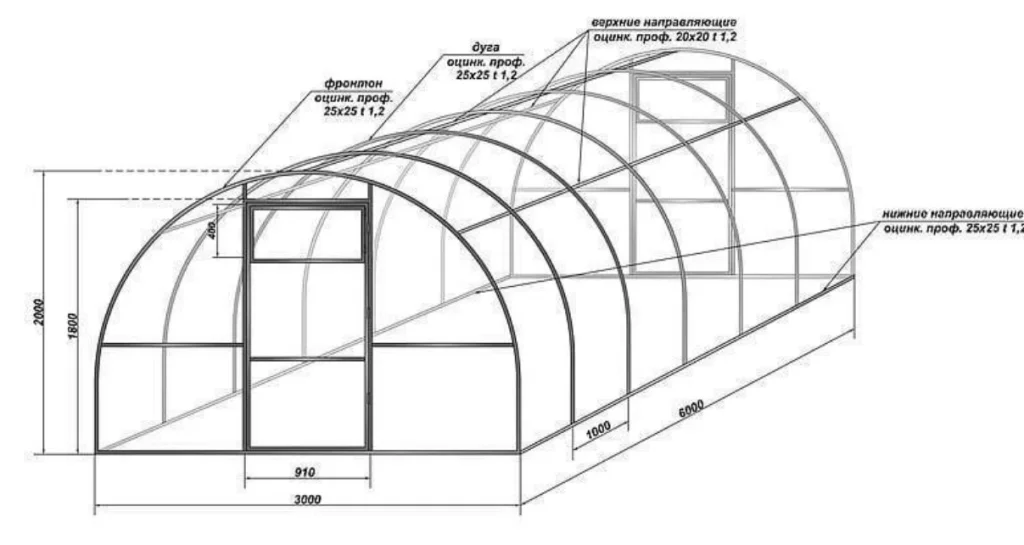 верхние направляющие
оцинк. проф. 20х20 t 1,2
дуга
оцинк. проф.
25х25 t 1,2
фронтон
оцинк. проф.
25х25 t 1,2
нижние направляющие
оцинк. проф. 25х25 t 1,2
400
2000
1800
6000
1000
910
3000